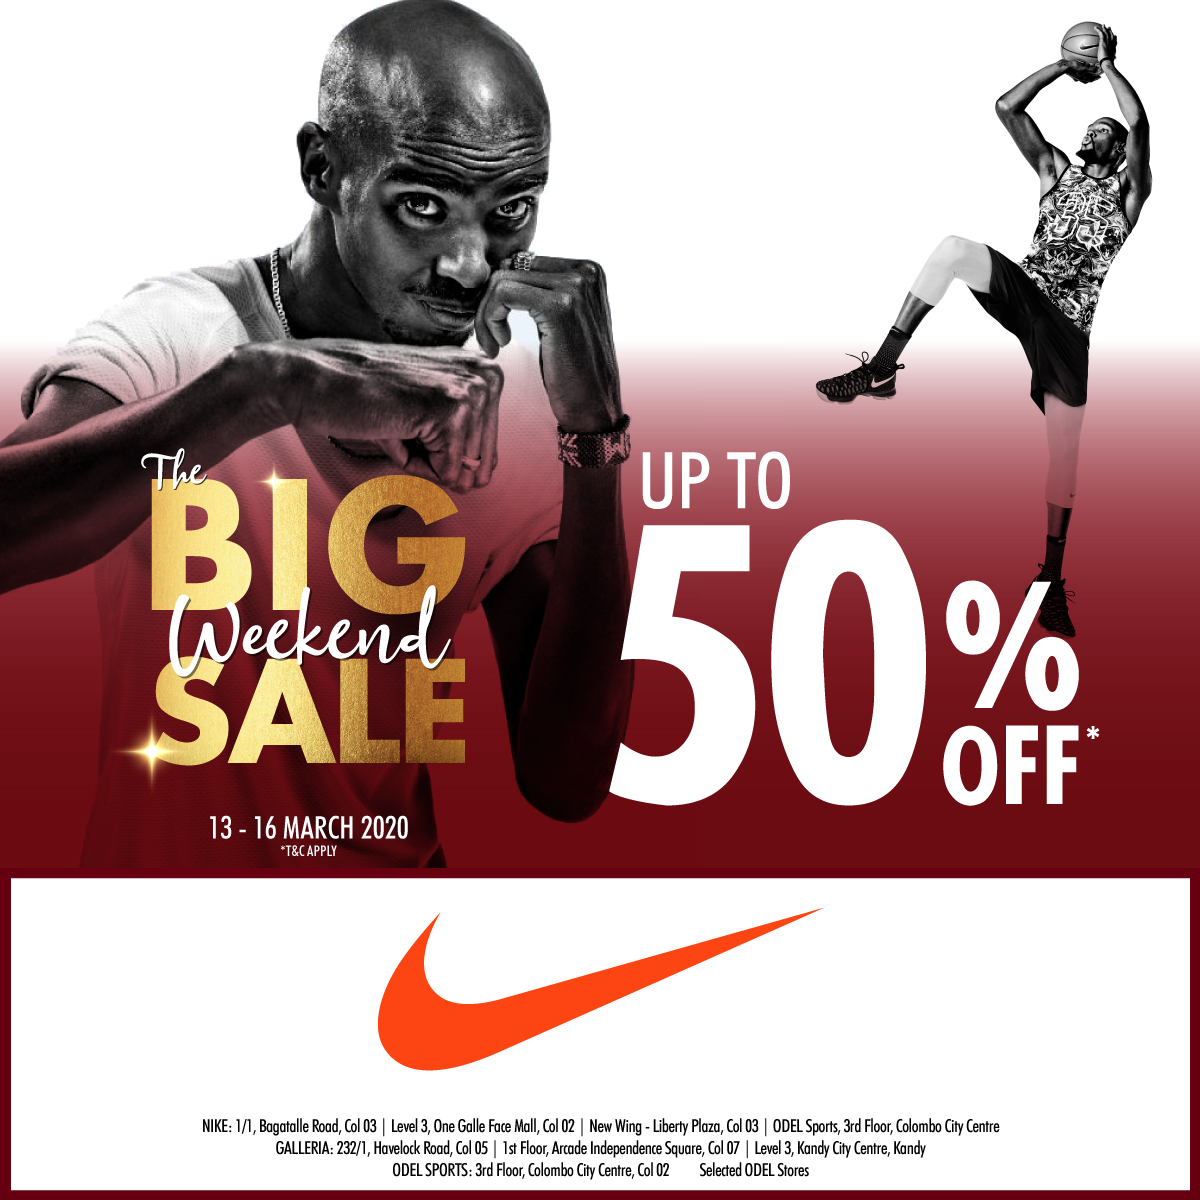 The
BIG
Weekend
SALE
13 - 16 MARCH 2020
*T&C APPLY
UP TO
50%
OFF*
NIKE: 1/1, Bagatalle Road, Col 03 | Level 3, One Galle Face Mall, Col 02 | New Wing - Liberty Plaza, Col 03 | ODEL Sports, 3rd Floor, Colombo City Centre
GALLERIA: 232/1, Havelock Road, Col 05 | 1st Floor, Arcade Independence Square, Col 07 | Level 3, Kandy City Centre, Kandy
ODEL SPORTS: 3rd Floor, Colombo City Centre, Col 02 Selected ODEL Stores